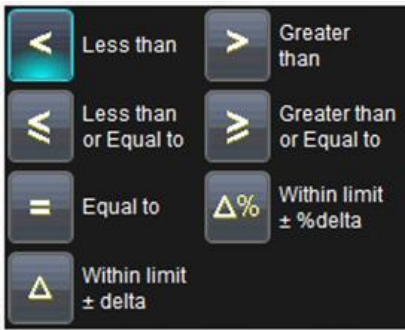 < Less than
> Greater than
≤ Less than
or Equal to
≥ Greater than
or Equal to
= Equal to
Δ% Within limit
± %delta
Δ Within limit
± delta